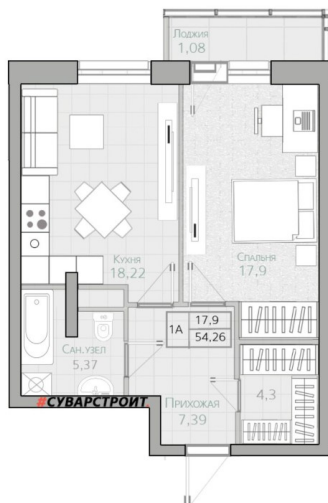 Лоджия
1,08
Кухня
18,22
Спальня
17,9
1А
17,9
54.26
Сан.узел
5,37
#СУВАРСТРОИТ
Прихожая
7,39
4,3